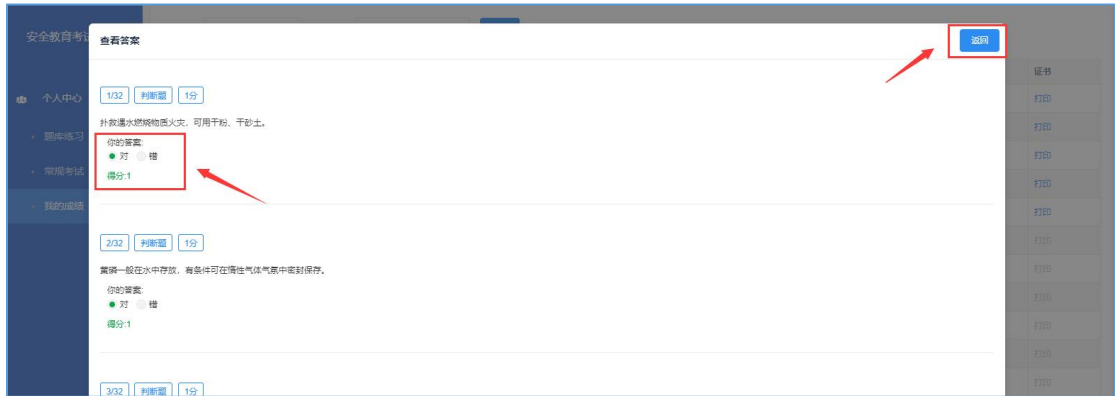 安全教育考试
查看答案
返回
证书
个人中心
1/32 判断题 1分
打印
扑救遇水燃烧物质火灾，可用干粉、干砂土。
打印
题库练习
你的答案:
对 错
打印
常规考试
得分:1
打印
我的成绩
打印
2/32 判断题 1分
打印
黄磷一般在水中存放，有条件可在惰性气体气氛中密封保存。
打印
你的答案:
对 错
打印
得分:1
打印
打印
3/32 判断题 1分
打印